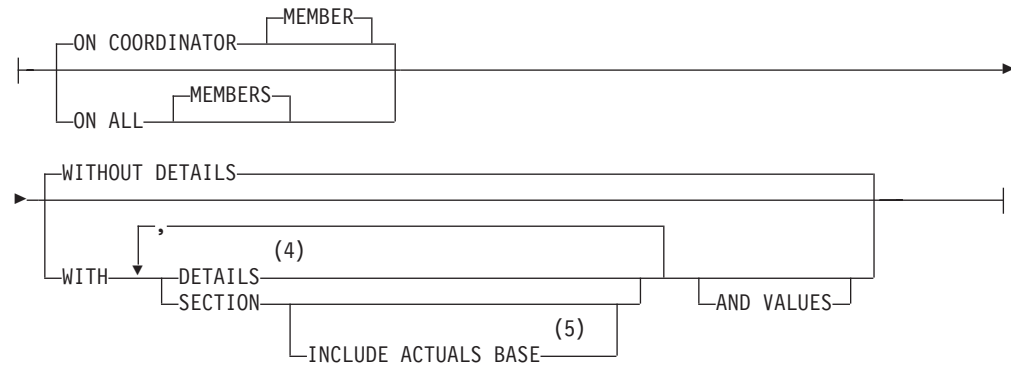 MEMBER
ON COORDINATOR
MEMBERS
ON ALL
WITHOUT DETAILS
,
(4)
WITH DETAILS
SECTION AND VALUES
(5)
INCLUDE ACTUALS BASE